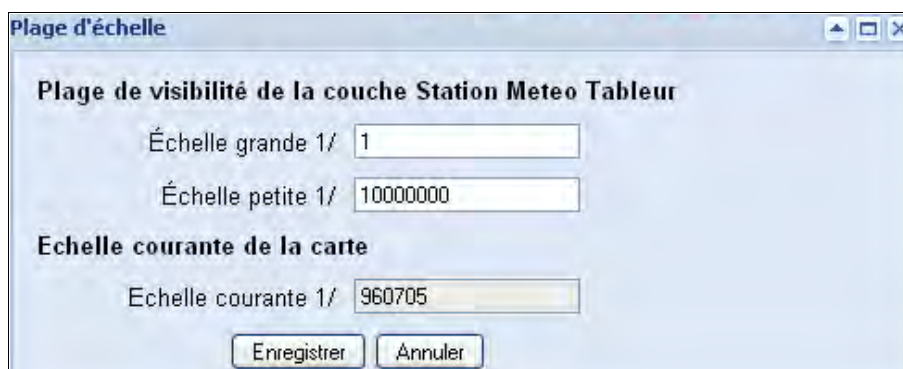 Plage d'échelle
Plage de visibilité de la couche Station Meteo Tableur
Échelle grande 1/ 1
Échelle petite 1/ 10000000
Echelle courante de la carte
Echelle courante 1/ 960705
Enregistrer Annuler